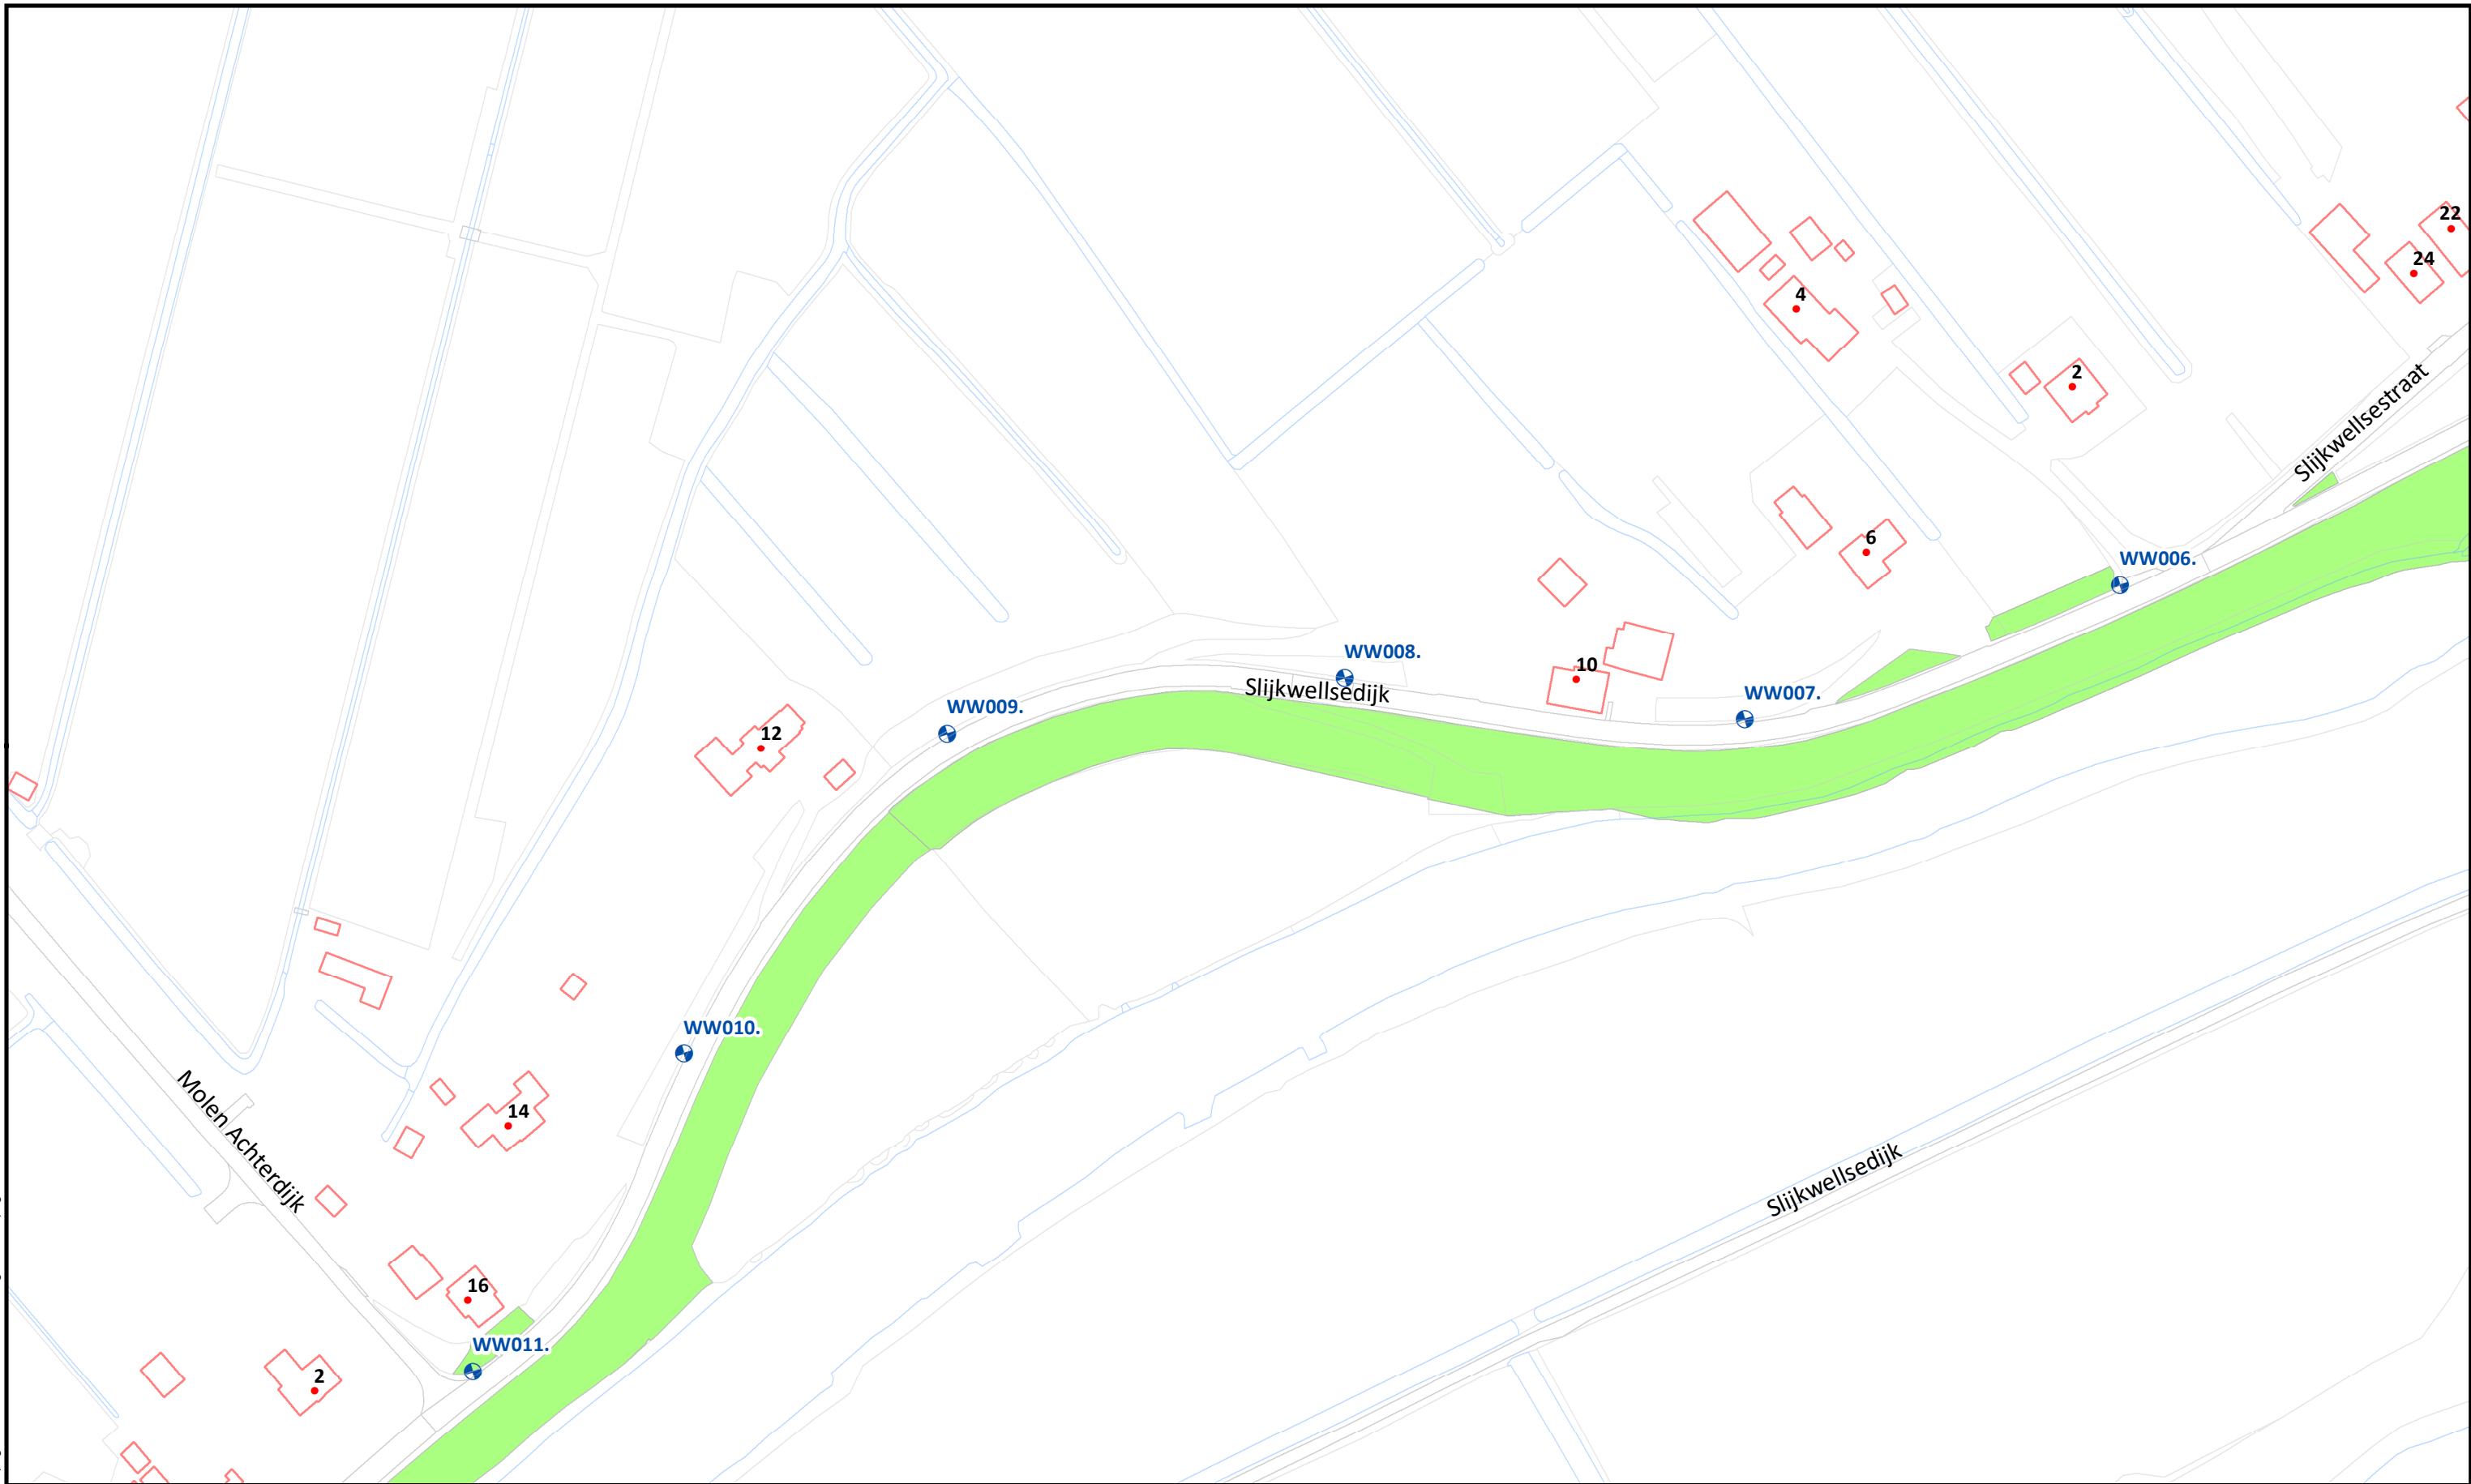 22
24
4
2
Slijkwellsestraat
6
WW006.
WW008.
10
Slijkwellsedijk
WW007.
WW009.
12
WW010.
14
Molen Achterdijk
Slijkwellsedijk
16
WW011.
2